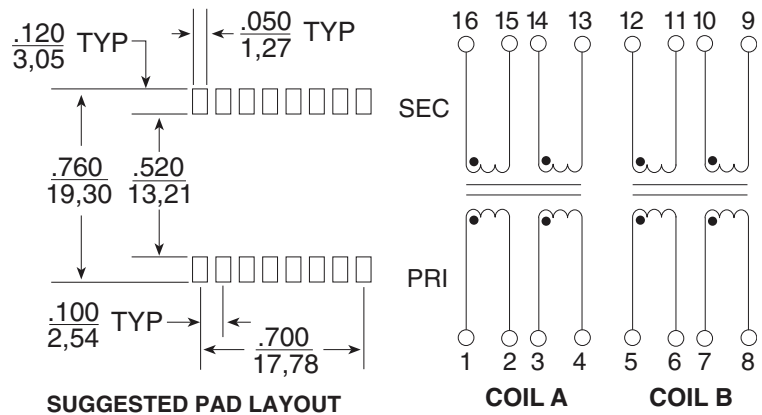 .120
3,05
TYP
.050
1,27
TYP
.760
19,30
.520
13,21
.100
2,54
TYP
.700
17,78
SUGGESTED PAD LAYOUT
16 15 14 13 12 11 10 9
SEC
PRI
1 2 3 4 5 6 7 8
COIL A COIL B